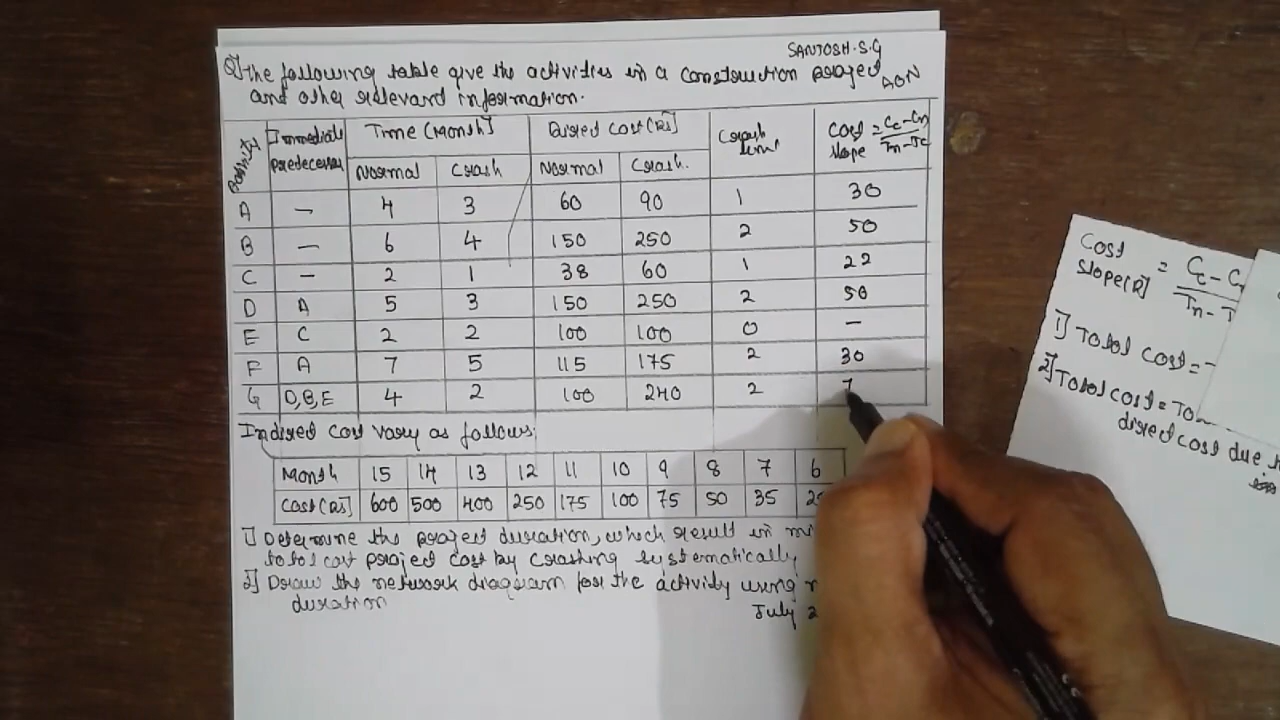 SANTOSH.S.G
Q] The following table give the activities in a construction project AON
and other relevant information.
Activity | Immediate Predecessor | Time [Month] | Direct Cost [Rs] | Crash limit | Cost slope = Cc-Cn / Tn-Tc
Normal | Crash | Normal | Crash.
A | — | 4 | 3 | 60 | 90 | 1 | 30
B | — | 6 | 4 | 150 | 250 | 2 | 50
C | — | 2 | 1 | 38 | 60 | 1 | 22
D | A | 5 | 3 | 150 | 250 | 2 | 50
E | C | 2 | 2 | 100 | 100 | 0 | —
F | A | 7 | 5 | 115 | 175 | 2 | 30
G | D,B,E | 4 | 2 | 100 | 240 | 2 | 7
Indirect cost vary as follows;
Month | 15 | 14 | 13 | 12 | 11 | 10 | 9 | 8 | 7 | 6
Cost (Rs) | 600 | 500 | 400 | 250 | 175 | 100 | 75 | 50 | 35
1] Determine the project duration, which result in
total cost project cost by crashing systematically
2] Draw the network diagram for the activity using
duration
July
Cost
slope[Rs] = Cc - C
Tn - T
1] Total cost =
2] Total cost = To
direct cost due